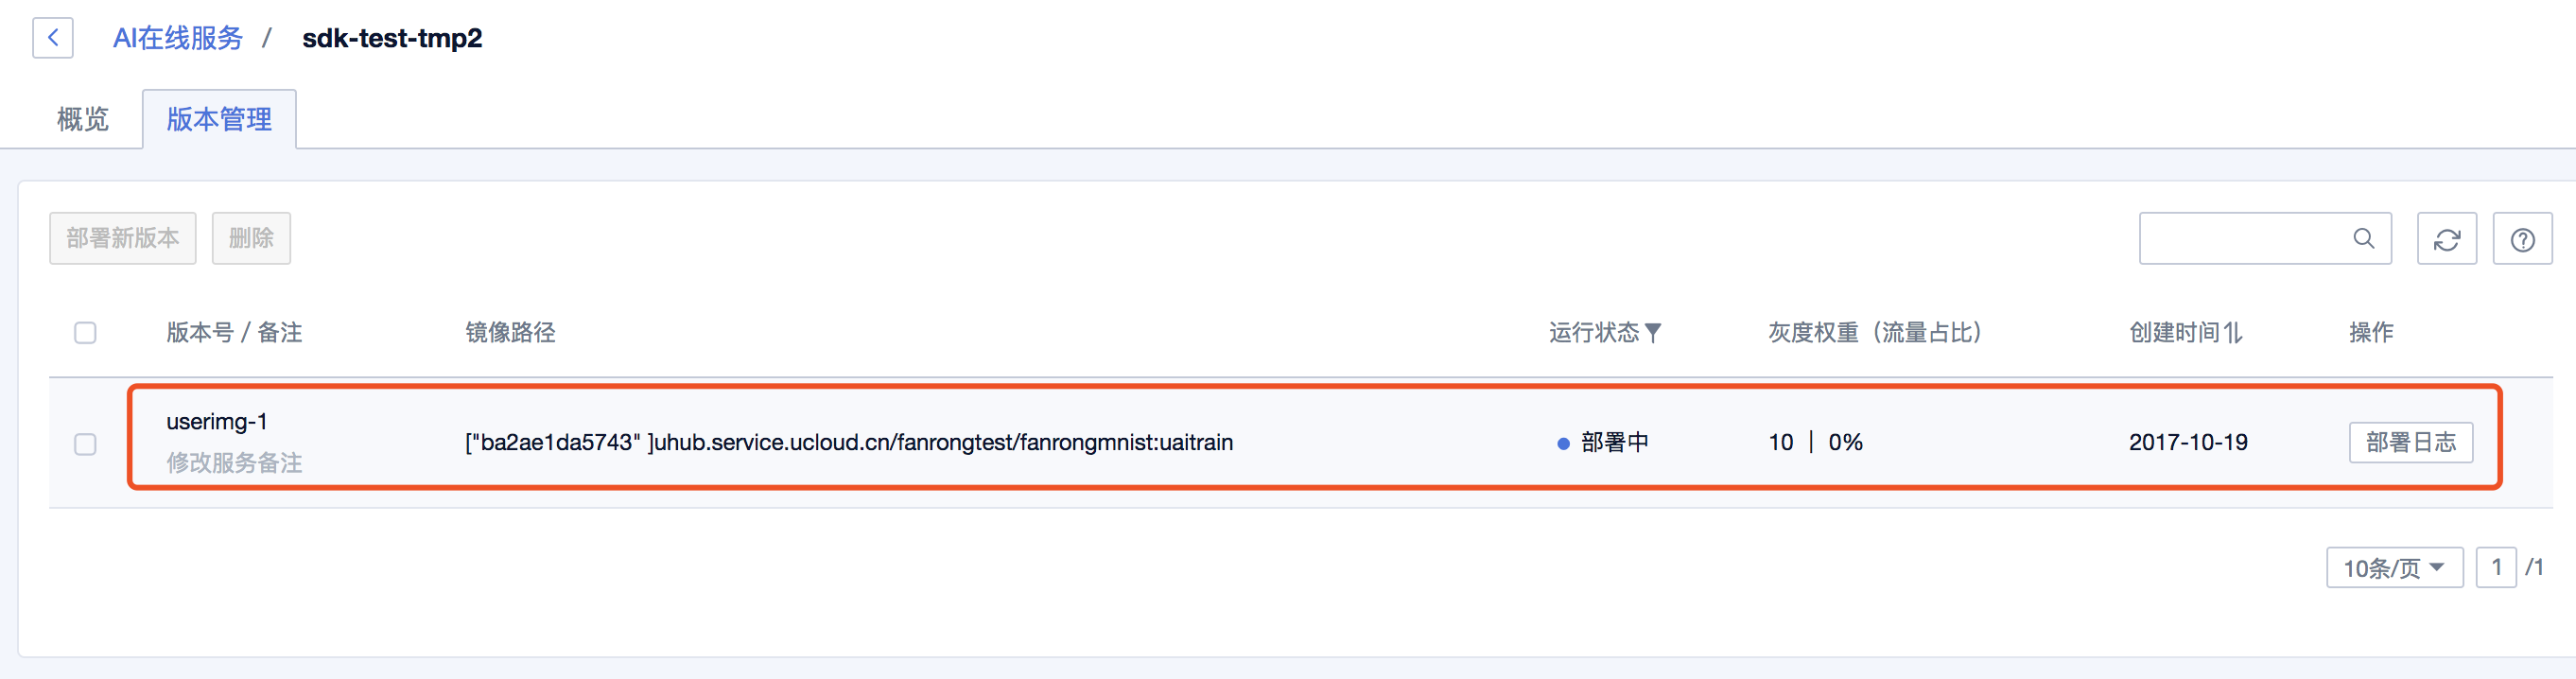 AI在线服务 / sdk-test-tmp2
概览 版本管理
部署新版本 删除
版本号 / 备注 镜像路径 运行状态 灰度权重（流量占比） 创建时间 操作
userimg-1
["ba2ae1da5743" ]uhub.service.ucloud.cn/fanrongtest/fanrongmnist:uaitrain 部署中 10 | 0% 2017-10-19 部署日志
修改服务备注
10条/页 1 /1